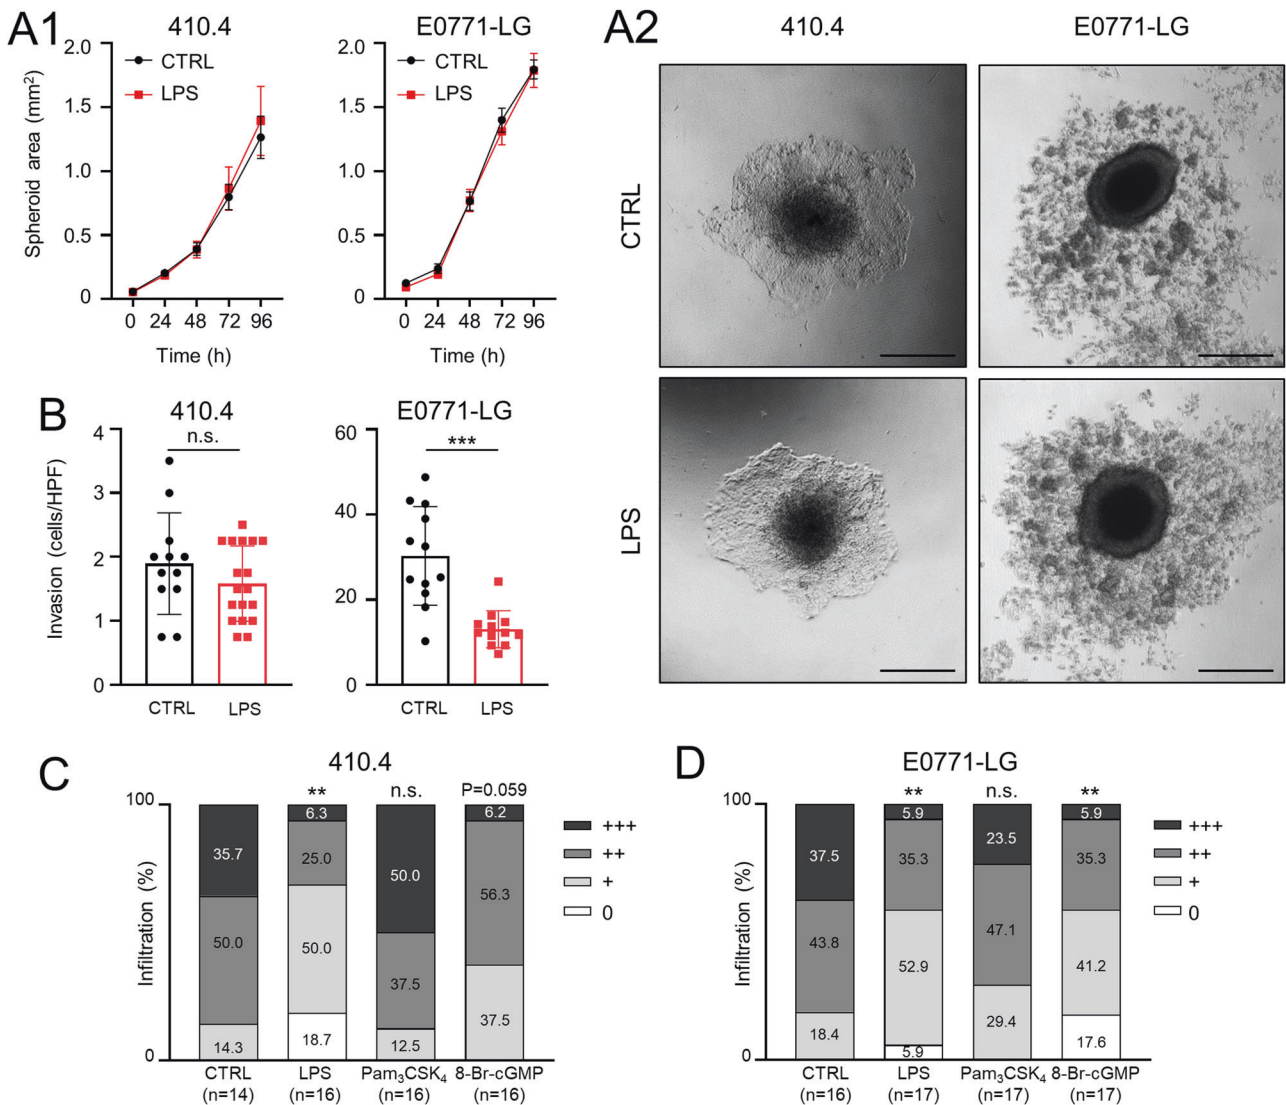 A1
410.4
E0771-LG
A2
410.4
E0771-LG
Spheroid area (mm²)
2.0
1.5
1.0
0.5
0
CTRL
LPS
0 24 48 72 96
Time (h)
2.0
1.5
1.0
0.5
0
CTRL
LPS
0 24 48 72 96
Time (h)
CTRL
LPS
B
410.4
E0771-LG
Invasion (cells/HPF)
4
3
2
1
0
n.s.
CTRL LPS
60
40
20
0
***
CTRL LPS
C
410.4
Infiltration (%)
100
0
** n.s. P=0.059
35.7
50.0
14.3
6.3
25.0
50.0
18.7
50.0
37.5
12.5
6.2
56.3
37.5
CTRL LPS Pam₃CSK₄ 8-Br-cGMP
(n=14) (n=16) (n=16) (n=16)
+++
++
+
0
D
E0771-LG
Infiltration (%)
100
0
** n.s. **
37.5
43.8
18.4
5.9
35.3
52.9
5.9
23.5
47.1
29.4
5.9
35.3
41.2
17.6
CTRL LPS Pam₃CSK₄ 8-Br-cGMP
(n=16) (n=17) (n=17) (n=17)
+++
++
+
0